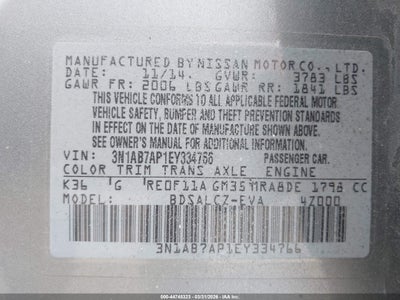 MANUFACTURED BY NISSAN MOTOR CO., LTD.
DATE: 11/14. GVWR: 3783 LBS
GAWR FR: 2006 LBS GAWR RR: 1841 LBS
THIS VEHICLE CONFORMS TO ALL APPLICABLE FEDERAL MOTOR
VEHICLE SAFETY, BUMPER AND THEFT PREVENTION STANDARDS
IN EFFECT ON THE DATE OF MANUFACTURE SHOWN ABOVE.
SEE OWNER'S MANUAL FOR ADDITIONAL INFORMATION.
VIN: 3N1AB7AP1EY334766 PASSENGER CAR.
COLOR TRIM TRANS AXLE ENGINE
K36 G RE0F11A GM35 MRA8DE 1798 CC
MODEL: BDSALCZ-EVA 4Z000
3N1AB7AP1EY334766
000-44748323 - 03/31/2026 - IAA Inc.